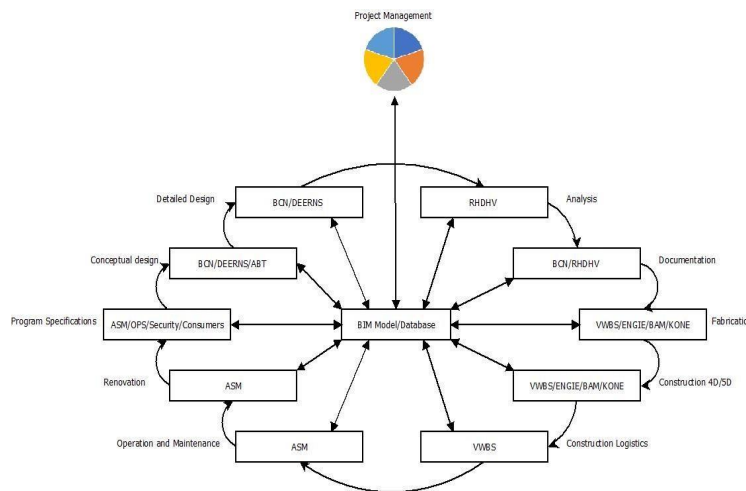 Project Management
Detailed Design
BCN/DEERNS
RHDHV
Analysis
Conceptual design
BCN/DEERNS/ABT
BCN/RHDHV
Documentation
Program Specifications
ASM/OPS/Security/Consumers
BIM Model/Database
VWBS/ENGIE/BAM/KONE
Fabricatio
Renovation
ASM
VWBS/ENGIE/BAM/KONE
Construction 4D/5D
Operation and Maintenance
ASM
VWBS
Construction Logistics